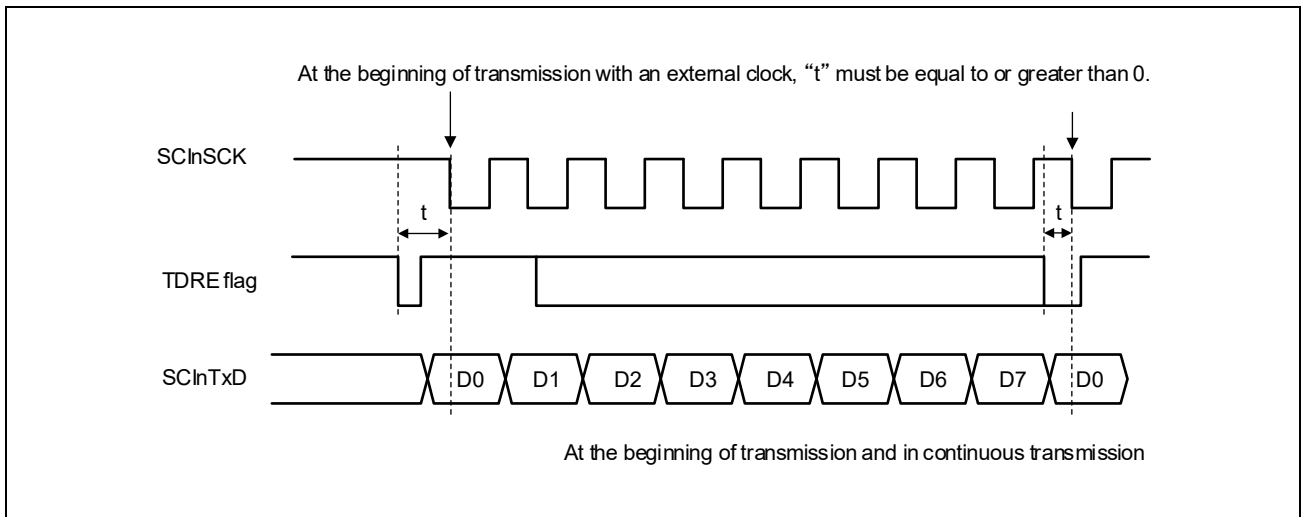 At the beginning of transmission with an external clock, “t” must be equal to or greater than 0.
SCInSCK
t
t
TDRE flag
SCInTxD
D0 D1 D2 D3 D4 D5 D6 D7 D0
At the beginning of transmission and in continuous transmission